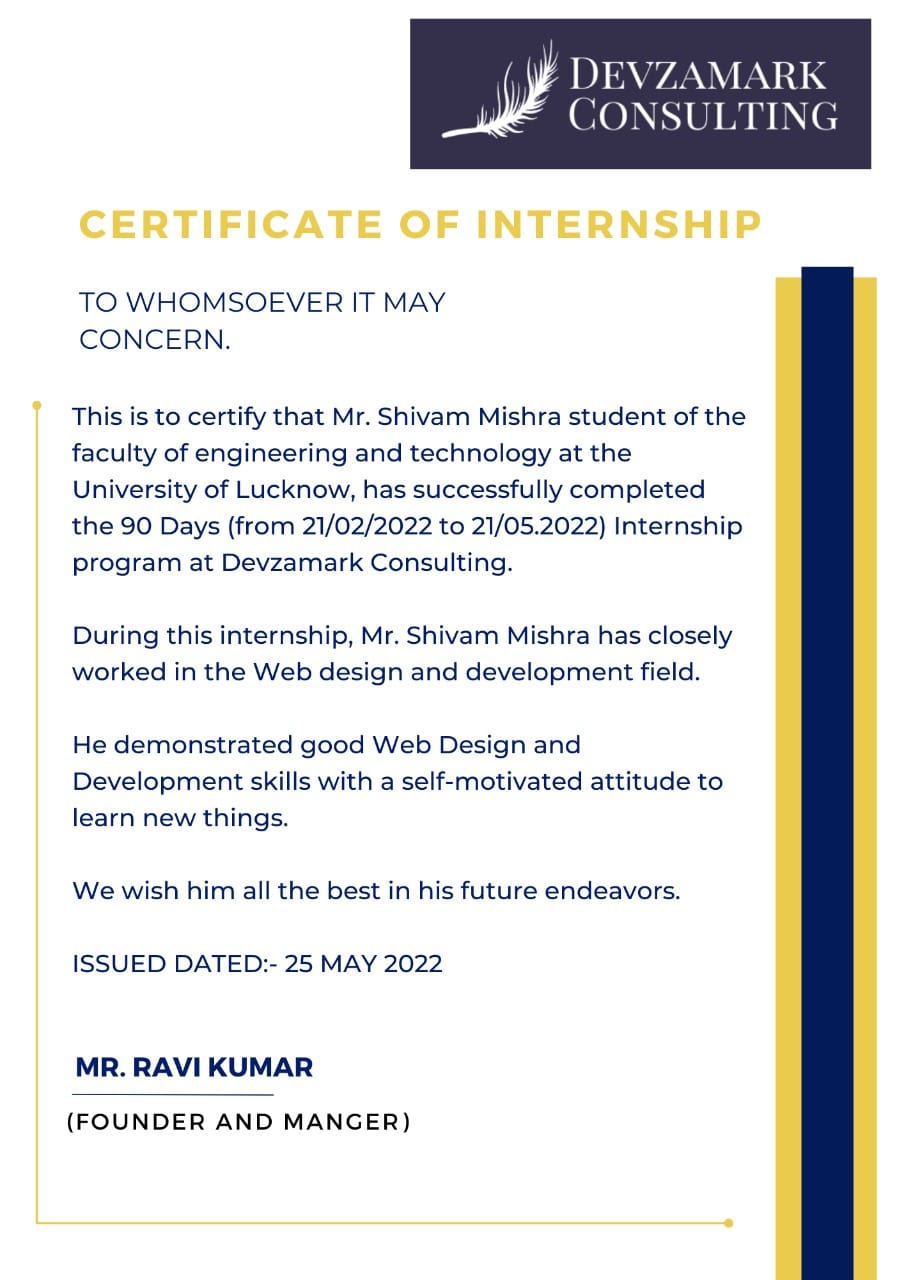 DEVZAMARK
CONSULTING
CERTIFICATE OF INTERNSHIP
TO WHOMSOEVER IT MAY
CONCERN.
This is to certify that Mr. Shivam Mishra student of the
faculty of engineering and technology at the
University of Lucknow, has successfully completed
the 90 Days (from 21/02/2022 to 21/05.2022) Internship
program at Devzamark Consulting.
During this internship, Mr. Shivam Mishra has closely
worked in the Web design and development field.
He demonstrated good Web Design and
Development skills with a self-motivated attitude to
learn new things.
We wish him all the best in his future endeavors.
ISSUED DATED:- 25 MAY 2022
MR. RAVI KUMAR
(FOUNDER AND MANGER)